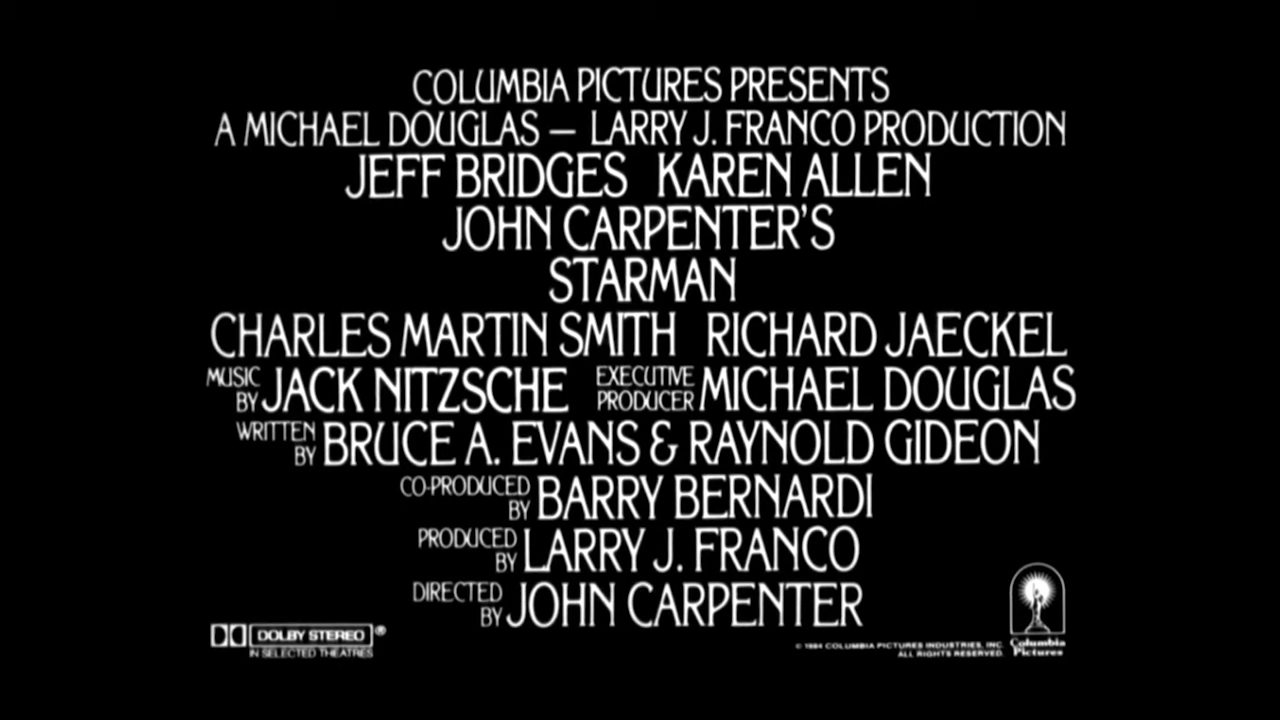 COLUMBIA PICTURES PRESENTS
A MICHAEL DOUGLAS — LARRY J. FRANCO PRODUCTION
JEFF BRIDGES KAREN ALLEN
JOHN CARPENTER'S
STARMAN
CHARLES MARTIN SMITH RICHARD JAECKEL
MUSIC BY JACK NITZSCHE EXECUTIVE PRODUCER MICHAEL DOUGLAS
WRITTEN BY BRUCE A. EVANS & RAYNOLD GIDEON
CO-PRODUCED BY BARRY BERNARDI
PRODUCED BY LARRY J. FRANCO
DIRECTED BY JOHN CARPENTER
DOLBY STEREO ®
IN SELECTED THEATRES
© 1984 COLUMBIA PICTURES INDUSTRIES, INC.
ALL RIGHTS RESERVED.
Columbia
Pictures